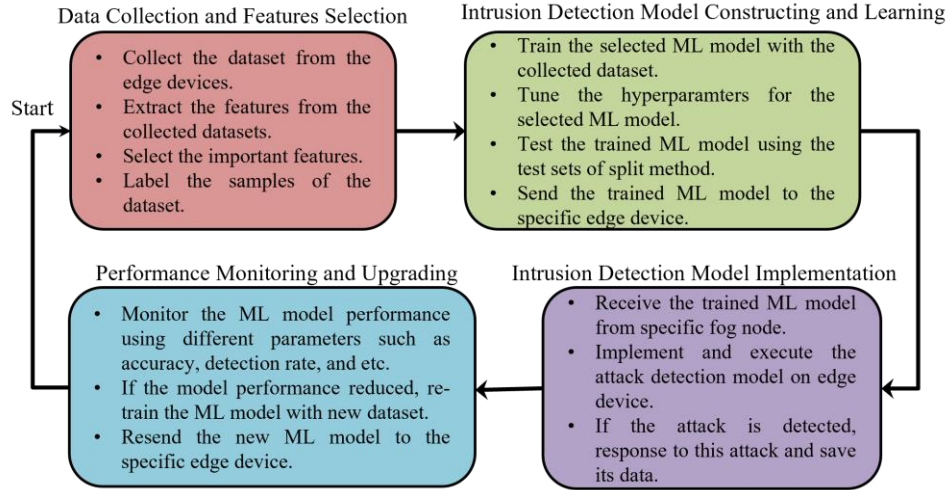 Data Collection and Features Selection
Start
• Collect the dataset from the
edge devices.
• Extract the features from the
collected datasets.
• Select the important features.
• Label the samples of the
dataset.
Intrusion Detection Model Constructing and Learning
• Train the selected ML model with the
collected dataset.
• Tune the hyperparamters for the
selected ML model.
• Test the trained ML model using the
test sets of split method.
• Send the trained ML model to the
specific edge device.
Intrusion Detection Model Implementation
• Receive the trained ML model
from specific fog node.
• Implement and execute the
attack detection model on edge
device.
• If the attack is detected,
response to this attack and save
its data.
Performance Monitoring and Upgrading
• Monitor the ML model performance
using different parameters such as
accuracy, detection rate, and etc.
• If the model performance reduced, re-
train the ML model with new dataset.
• Resend the new ML model to the
specific edge device.